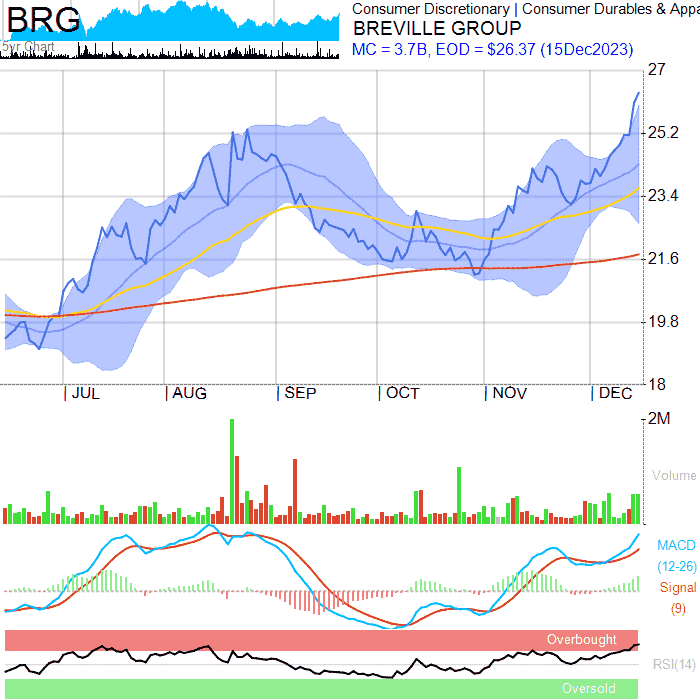 BRG
5yr Chart
Consumer Discretionary | Consumer Durables & Appa
BREVILLE GROUP
MC = 3.7B, EOD = $26.37 (15Dec2023)
27
25.2
23.4
21.6
19.8
18
| JUL | AUG | SEP | OCT | NOV | DEC
2M
Volume
MACD
(12-26)
Signal
(9)
Overbought
RSI(14)
Oversold